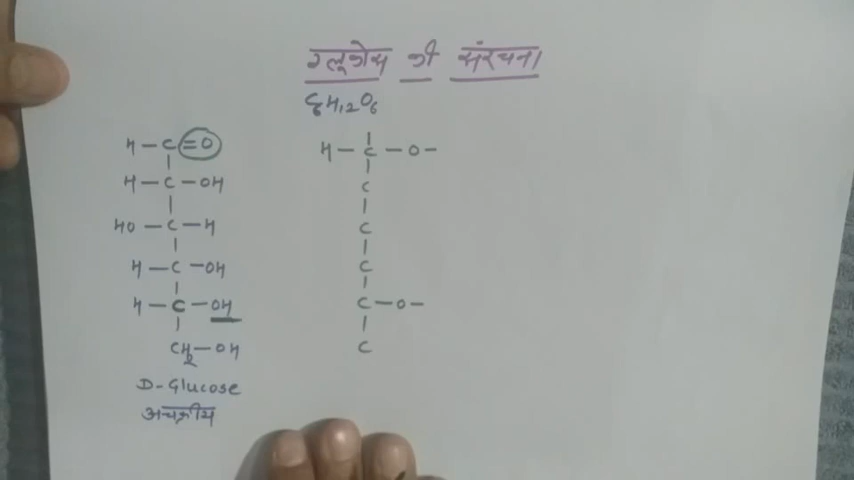 ग्लूकोस की संरचना
C6H12O6
H – C = O
H – C – OH
HO – C – H
H – C – OH
H – C – OH
CH2 – OH
D-Glucose
अचक्रीय
H – C – O –
C
C
C
C – O –
C